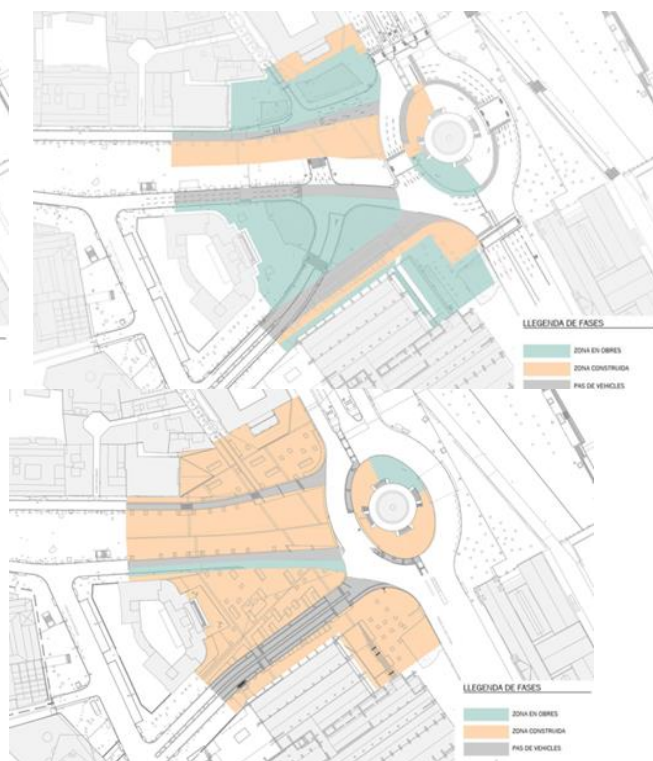 LLEGENDA DE FASES
ZONA EN OBRES
ZONA CONSTRUIDA
PAS DE VEHICLES
LLEGENDA DE FASES
ZONA EN OBRES
ZONA CONSTRUIDA
PAS DE VEHICLES